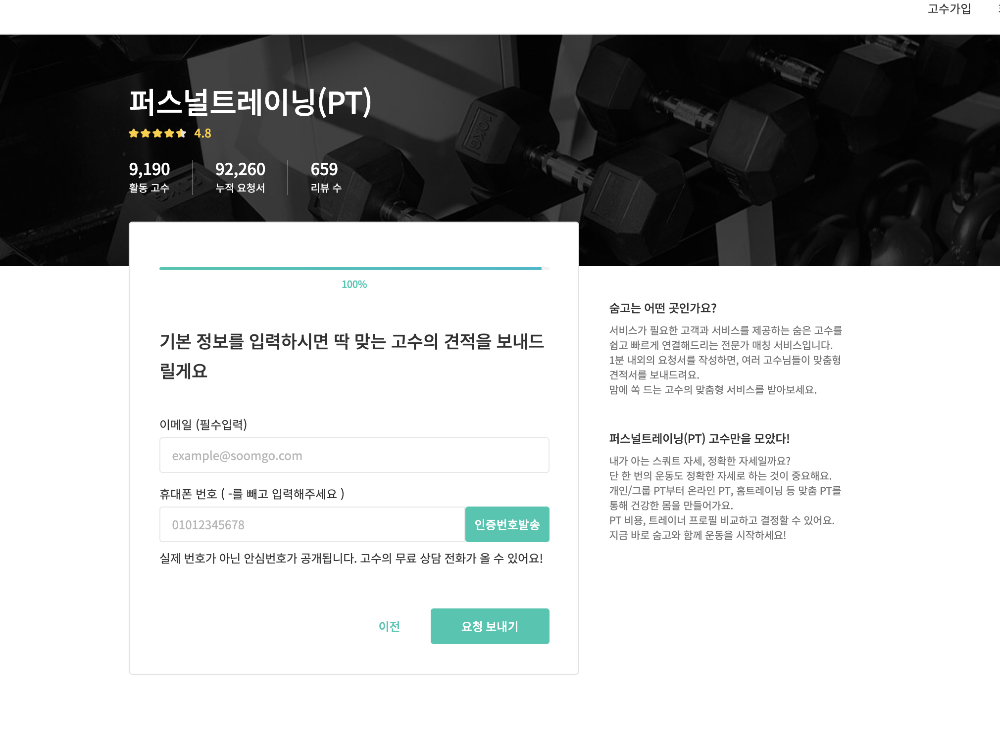 고수가입
퍼스널트레이닝(PT)
4.8
9,190
활동 고수
92,260
누적 요청서
659
리뷰 수
10KG
100%
기본 정보를 입력하시면 딱 맞는 고수의 견적을 보내드
릴게요
이메일 (필수입력)
example@soomgo.com
휴대폰 번호 ( -를 빼고 입력해주세요 )
01012345678
인증번호발송
실제 번호가 아닌 안심번호가 공개됩니다. 고수의 무료 상담 전화가 올 수 있어요!
이전
요청 보내기
숨고는 어떤 곳인가요?
서비스가 필요한 고객과 서비스를 제공하는 숨은 고수를
쉽고 빠르게 연결해드리는 전문가 매칭 서비스입니다.
1분 내외의 요청서를 작성하면, 여러 고수님들이 맞춤형
견적서를 보내드려요.
맘에 쏙 드는 고수의 맞춤형 서비스를 받아보세요.
퍼스널트레이닝(PT) 고수만을 모았다!
내가 아는 스쿼트 자세, 정확한 자세일까요?
단 한 번의 운동도 정확한 자세로 하는 것이 중요해요.
개인/그룹 PT부터 온라인 PT, 홈트레이닝 등 맞춤 PT를
통해 건강한 몸을 만들어가요.
PT 비용, 트레이너 프로필 비교하고 결정할 수 있어요.
지금 바로 숨고와 함께 운동을 시작하세요!